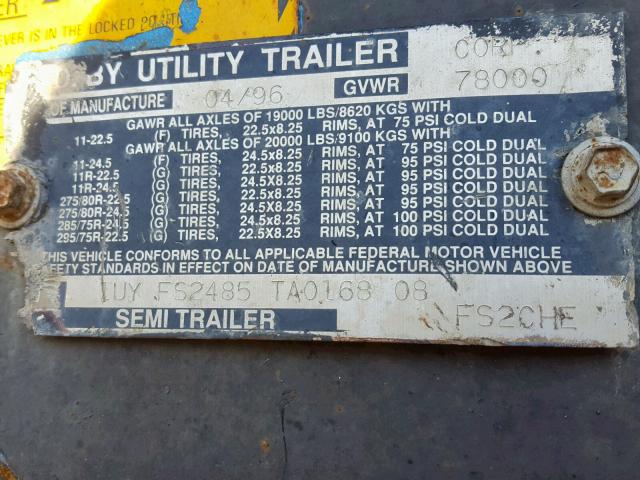 EVER IS IN THE LOCKED
BY UTILITY TRAILER CORP.
OF MANUFACTURE 04/96 GVWR 78000
GAWR ALL AXLES OF 19000 LBS/8620 KGS WITH
11-22.5 (F) TIRES, 22.5x8.25 RIMS, AT 75 PSI COLD DUAL
GAWR ALL AXLES OF 20000 LBS/9100 KGS WITH
11-24.5 (F) TIRES, 24.5x8.25 RIMS, AT 75 PSI COLD DUAL
11R-22.5 (G) TIRES, 22.5x8.25 RIMS, AT 95 PSI COLD DUAL
11R-24.5 (G) TIRES, 24.5x8.25 RIMS, AT 95 PSI COLD DUAL
275/80R-22.5 (G) TIRES, 22.5x8.25 RIMS, AT 95 PSI COLD DUAL
275/80R-24.5 (G) TIRES, 24.5x8.25 RIMS, AT 95 PSI COLD DUAL
285/75R-24.5 (G) TIRES, 24.5x8.25 RIMS, AT 100 PSI COLD DUAL
295/75R-22.5 (G) TIRES, 22.5x8.25 RIMS, AT 100 PSI COLD DUAL
THIS VEHICLE CONFORMS TO ALL APPLICABLE FEDERAL MOTOR VEHICLE
SAFETY STANDARDS IN EFFECT ON DATE OF MANUFACTURE SHOWN ABOVE
1UY FS2485 TA0168 08
SEMI TRAILER FS2CHE